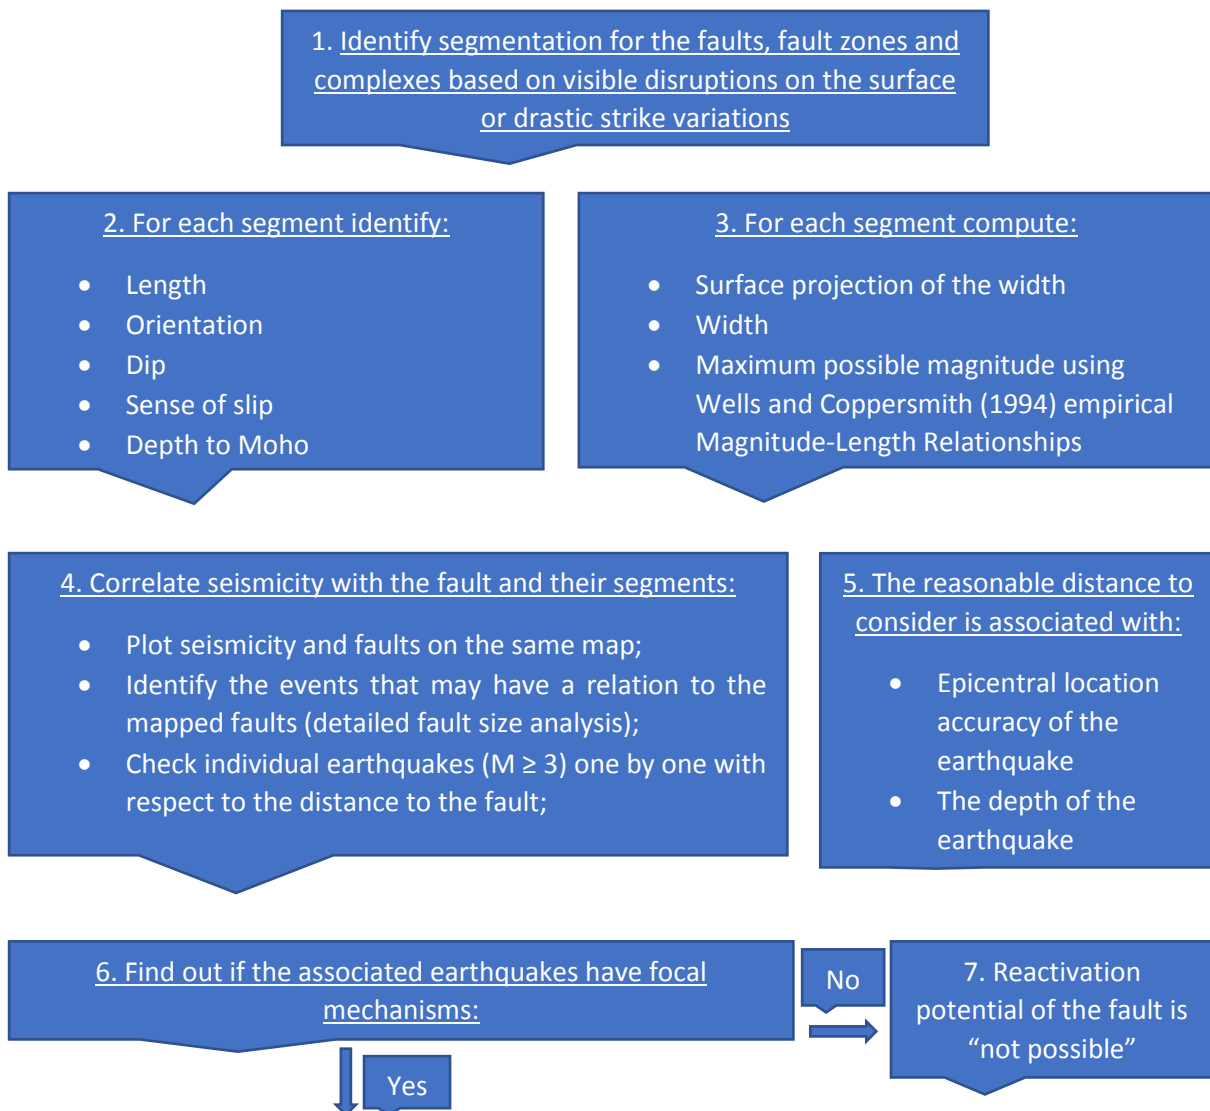 1. Identify segmentation for the faults, fault zones and
complexes based on visible disruptions on the surface
or drastic strike variations
2. For each segment identify:
• Length
• Orientation
• Dip
• Sense of slip
• Depth to Moho
3. For each segment compute:
• Surface projection of the width
• Width
• Maximum possible magnitude using
Wells and Coppersmith (1994) empirical
Magnitude-Length Relationships
4. Correlate seismicity with the fault and their segments:
• Plot seismicity and faults on the same map;
• Identify the events that may have a relation to the
mapped faults (detailed fault size analysis);
• Check individual earthquakes (M ≥ 3) one by one with
respect to the distance to the fault;
5. The reasonable distance to
consider is associated with:
• Epicentral location
accuracy of the
earthquake
• The depth of the
earthquake
6. Find out if the associated earthquakes have focal
mechanisms:
No
7. Reactivation
potential of the fault is
“not possible”
Yes